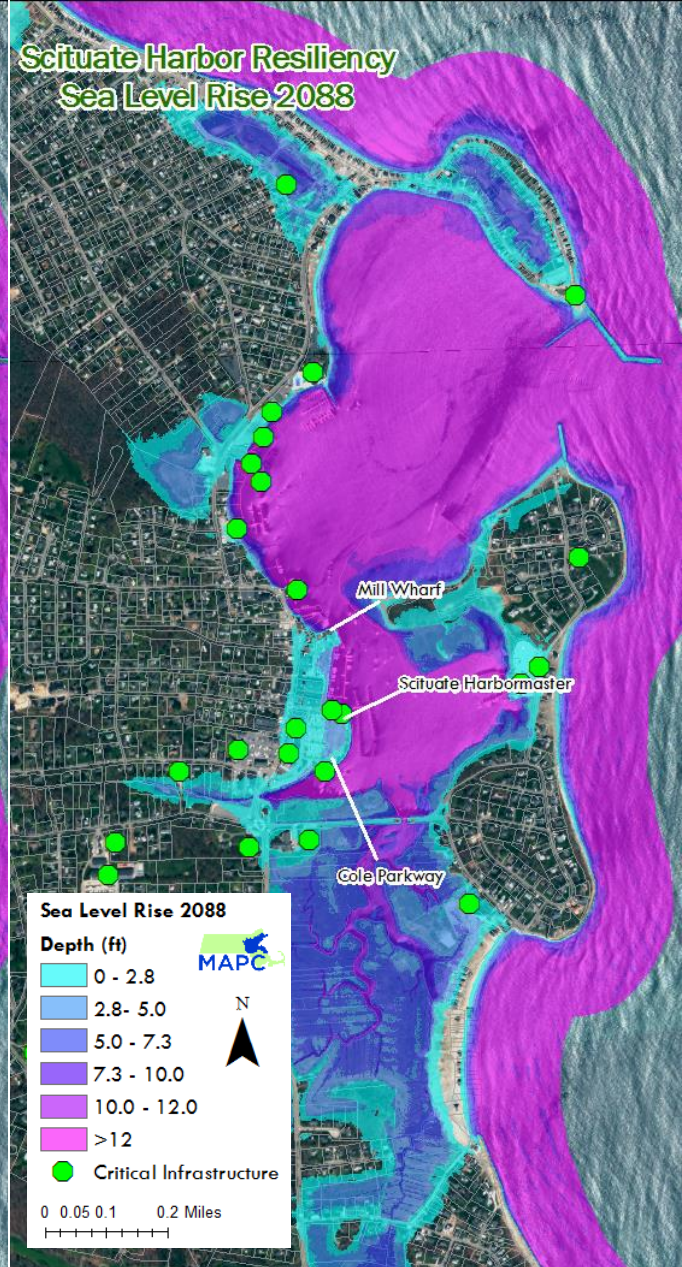 Scituate Harbor Resiliency
Sea Level Rise 2088
Mill Wharf
Scituate Harbormaster
Cole Parkway
Sea Level Rise 2088
Depth (ft)
MAPC
0 - 2.8
2.8- 5.0
5.0 - 7.3
7.3 - 10.0
10.0 - 12.0
>12
N
Critical Infrastructure
0 0.05 0.1 0.2 Miles